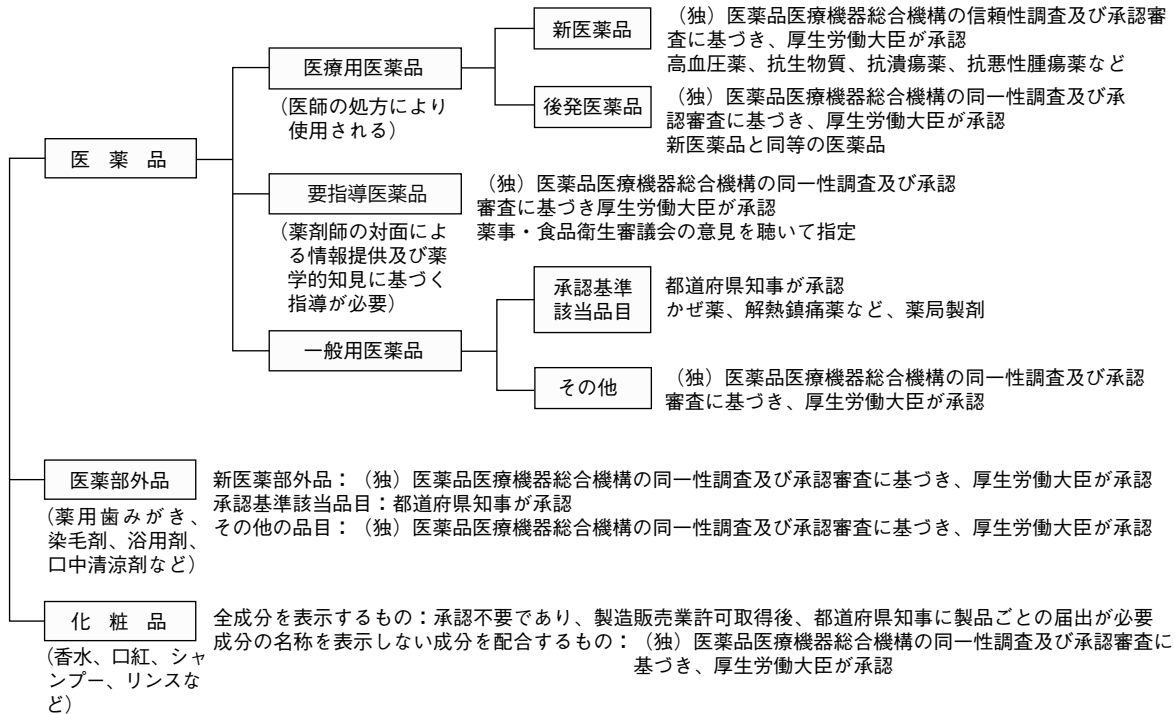 新医薬品
（独）医薬品医療機器総合機構の信頼性調査及び承認審
査に基づき、厚生労働大臣が承認
高血圧薬、抗生物質、抗潰瘍薬、抗悪性腫瘍薬など
医療用医薬品
（医師の処方により
使用される）
後発医薬品
（独）医薬品医療機器総合機構の同一性調査及び承
認審査に基づき、厚生労働大臣が承認
新医薬品と同等の医薬品
医薬品
要指導医薬品
（薬剤師の対面によ
る情報提供及び薬
学的知見に基づく
指導が必要）
（独）医薬品医療機器総合機構の同一性調査及び承認
審査に基づき厚生労働大臣が承認
薬事・食品衛生審議会の意見を聴いて指定
承認基準
該当品目
都道府県知事が承認
かぜ薬、解熱鎮痛薬など、薬局製剤
一般用医薬品
その他
（独）医薬品医療機器総合機構の同一性調査及び承認
審査に基づき、厚生労働大臣が承認
医薬部外品
（薬用歯みがき、
染毛剤、浴用剤、
口中清涼剤など）
新医薬部外品：（独）医薬品医療機器総合機構の同一性調査及び承認審査に基づき、厚生労働大臣が承認
承認基準該当品目：都道府県知事が承認
その他の品目：（独）医薬品医療機器総合機構の同一性調査及び承認審査に基づき、厚生労働大臣が承認
化粧品
（香水、口紅、シャ
ンプー、リンスな
ど）
全成分を表示するもの：承認不要であり、製造販売業許可取得後、都道府県知事に製品ごとの届出が必要
成分の名称を表示しない成分を配合するもの：（独）医薬品医療機器総合機構の同一性調査及び承認審査に
基づき、厚生労働大臣が承認